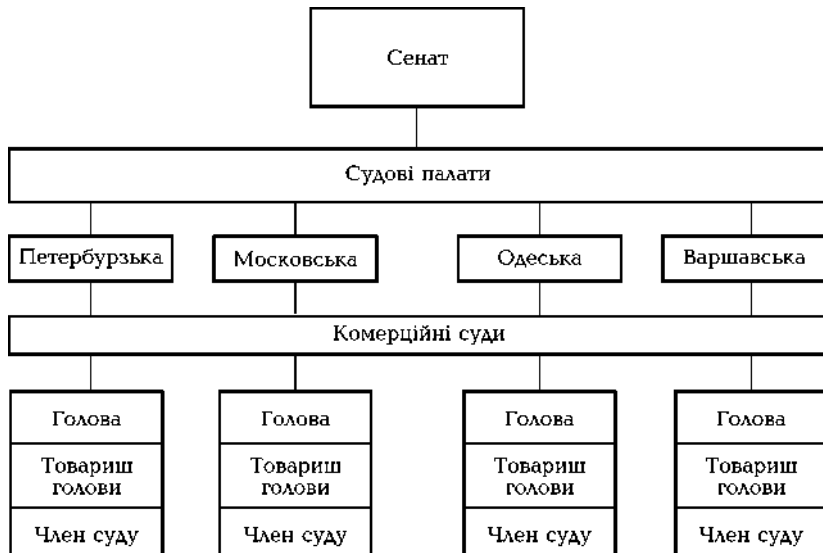 Сенат
Судові палати
Петербурзька
Московська
Одеська
Варшавська
Комерційні суди
Голова
Товариш
голови
Член суду
Голова
Товариш
голови
Член суду
Голова
Товариш
голови
Член суду
Голова
Товариш
голови
Член суду